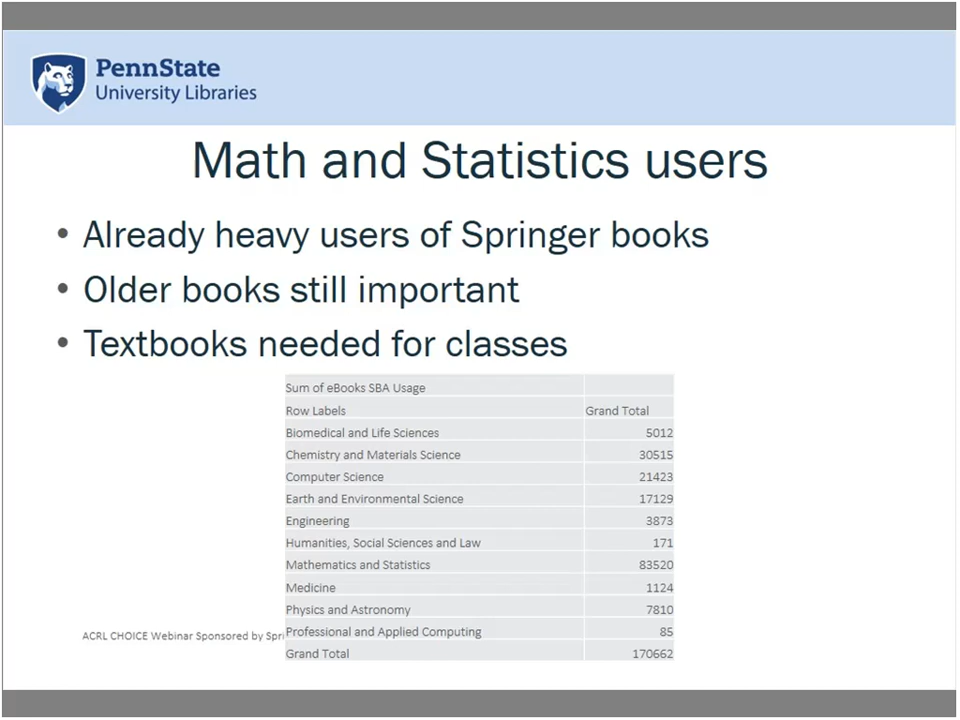 PennState
University Libraries
Math and Statistics users
• Already heavy users of Springer books
• Older books still important
• Textbooks needed for classes
Sum of eBooks SBA Usage
Row Labels Grand Total
Biomedical and Life Sciences 5012
Chemistry and Materials Science 30515
Computer Science 21423
Earth and Environmental Science 17129
Engineering 3873
Humanities, Social Sciences and Law 171
Mathematics and Statistics 83520
Medicine 1124
Physics and Astronomy 7810
ACRL CHOICE Webinar Sponsored by Spri
Professional and Applied Computing 85
Grand Total 170662